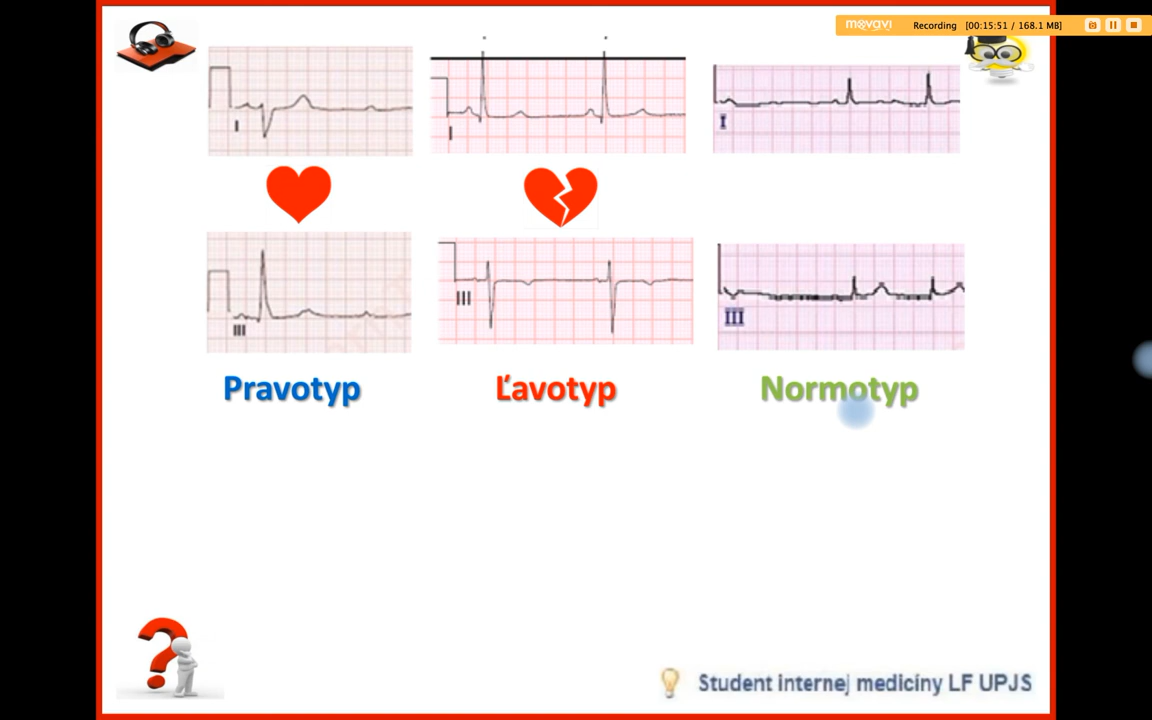 movavi Recording [00:15:51 / 168.1 MB]
I
I
I
III
III
III
Pravotyp
Ľavotyp
Normotyp
Student internej medicíny LF UPJS